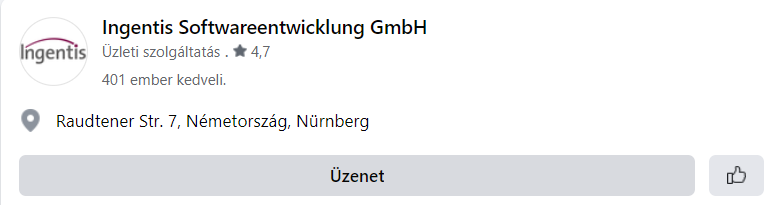 Ingentis
Ingentis Softwareentwicklung GmbH
Üzleti szolgáltatás . ★ 4,7
401 ember kedveli.
Raudtener Str. 7, Németország, Nürnberg
Üzenet